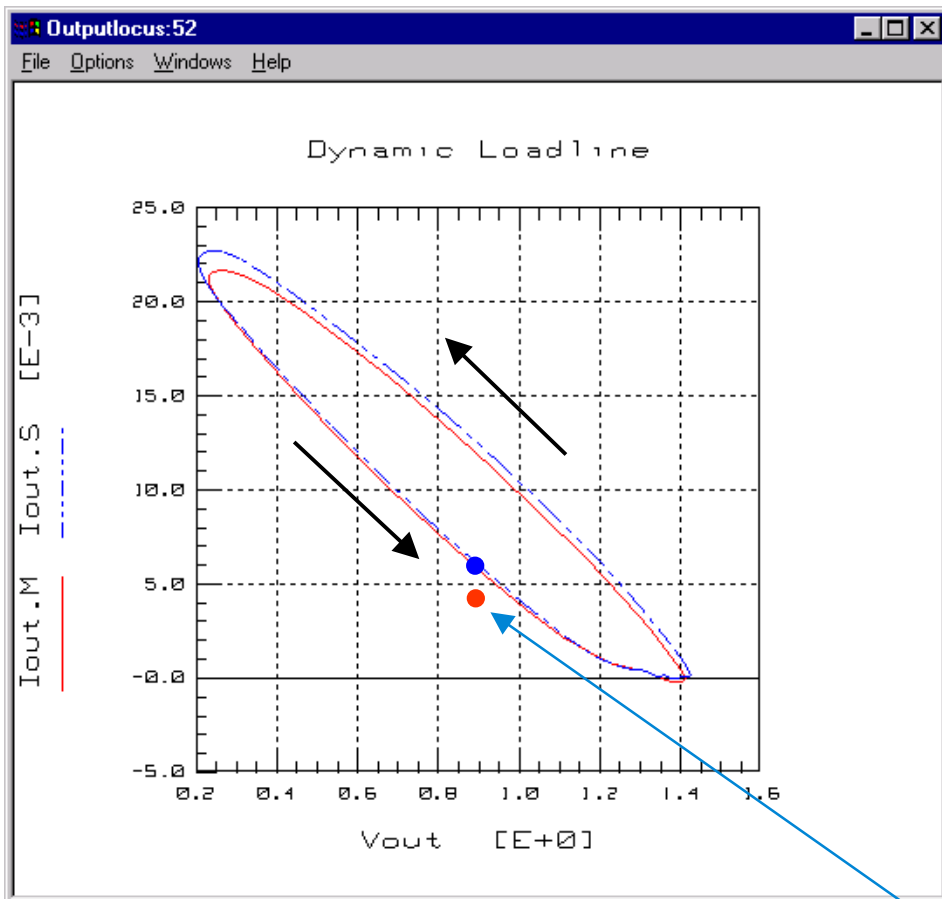 Outputlocus:52
File Options Windows Help
Dynamic Loadline
25.0
20.0
15.0
10.0
5.0
-0.0
-5.0
0.2 0.4 0.6 0.8 1.0 1.2 1.4 1.6
Vout [E+0]
Iout.M Iout.S [E-3]